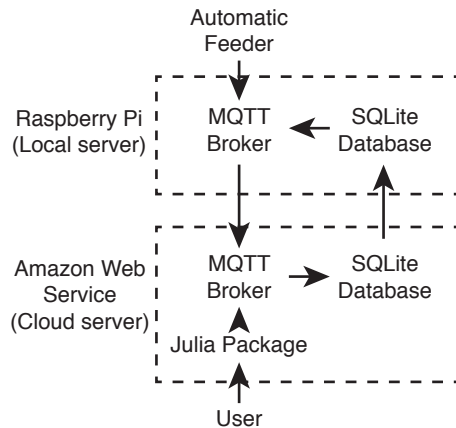 Automatic
Feeder
Raspberry Pi
(Local server)
MQTT
Broker
SQLite
Database
Amazon Web
Service
(Cloud server)
MQTT
Broker
SQLite
Database
Julia Package
User